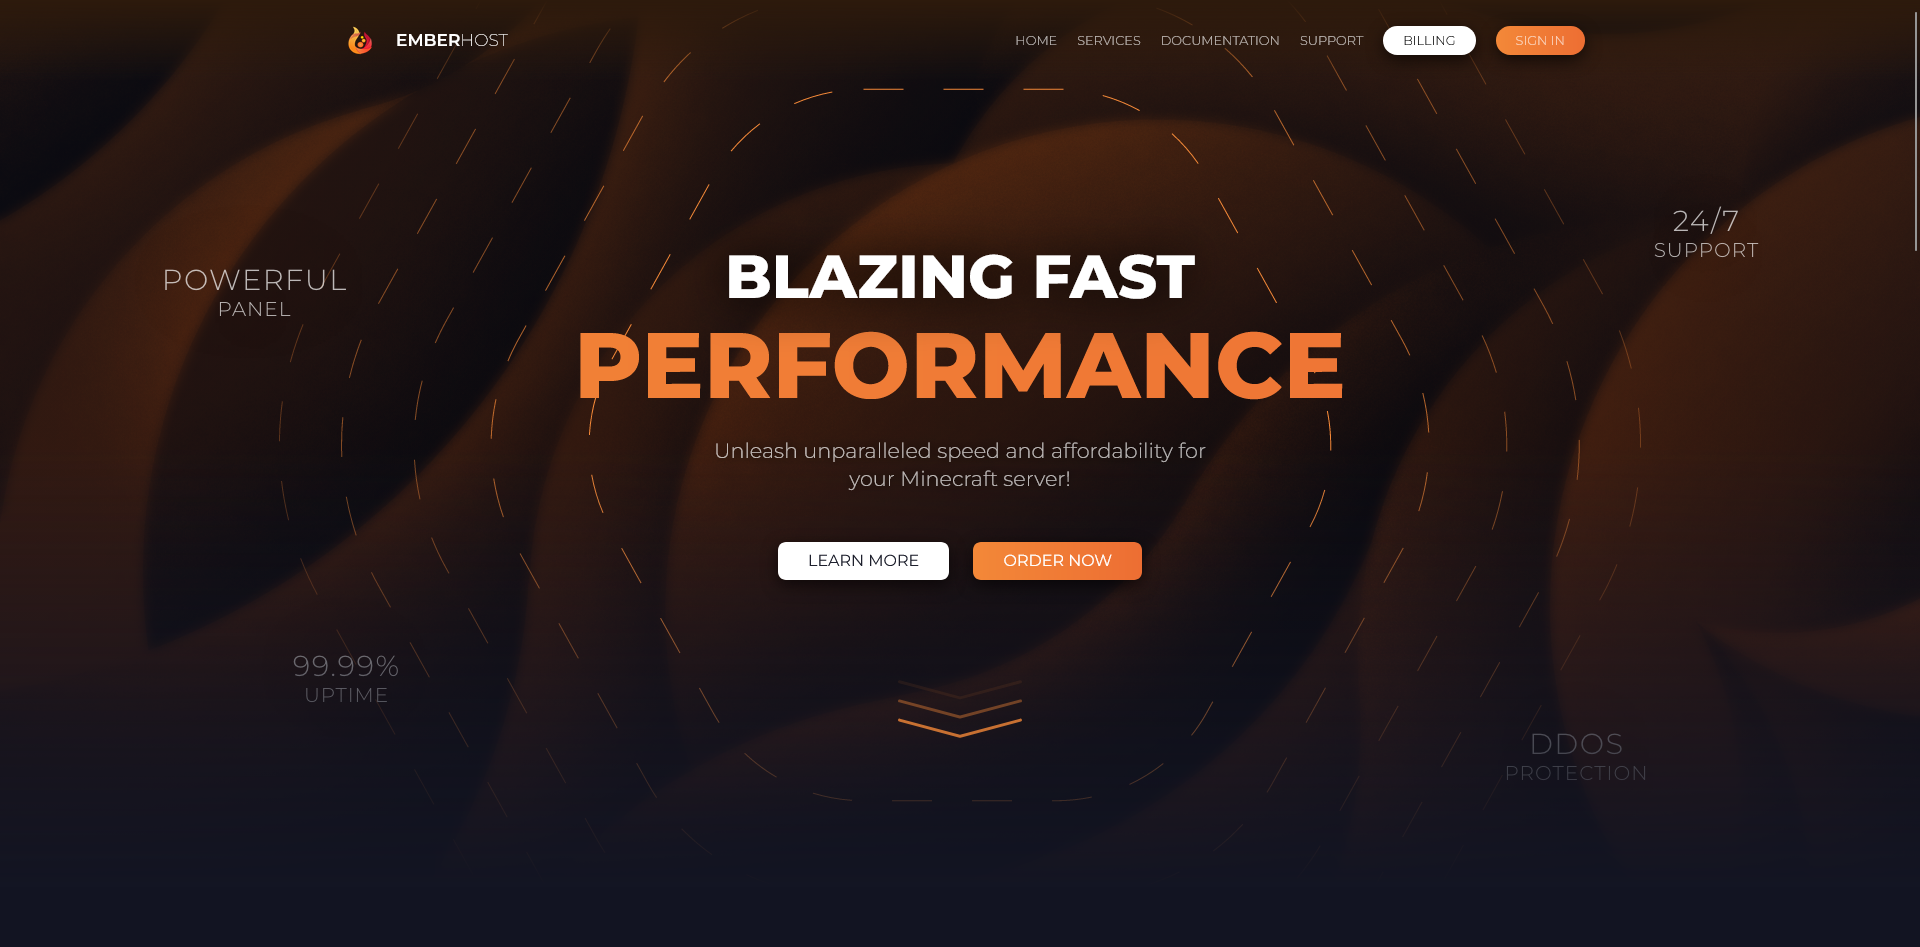 EMBERHOST
HOME
SERVICES
DOCUMENTATION
SUPPORT
BILLING
SIGN IN
24/7
SUPPORT
POWERFUL
PANEL
BLAZING FAST
PERFORMANCE
Unleash unparalleled speed and affordability for
your Minecraft server!
LEARN MORE
ORDER NOW
99.99%
UPTIME
DDOS
PROTECTION